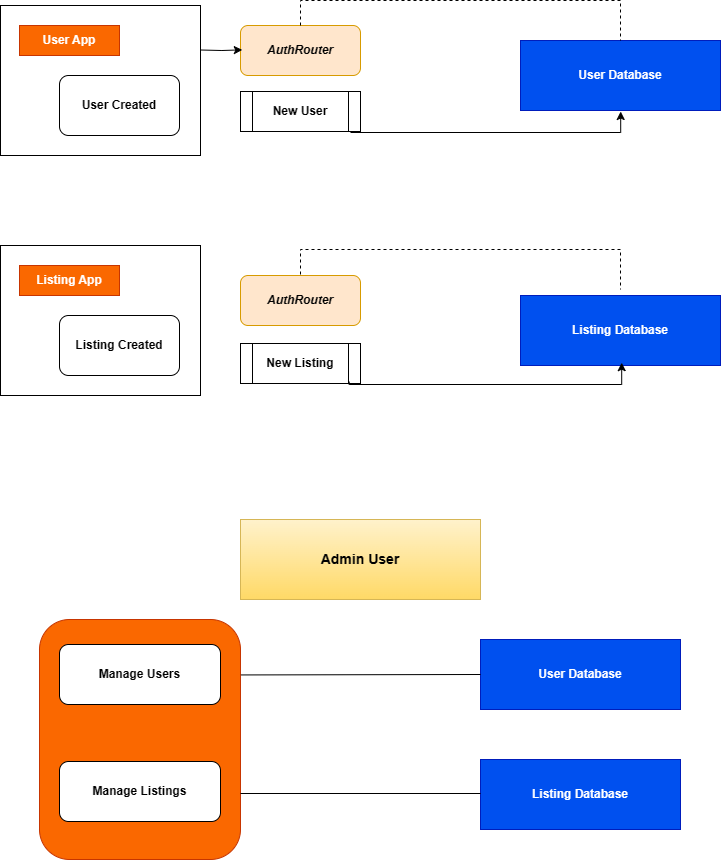 User App
AuthRouter
User Created
User Database
New User
Listing App
AuthRouter
Listing Created
Listing Database
New Listing
Admin User
Manage Users
User Database
Manage Listings
Listing Database